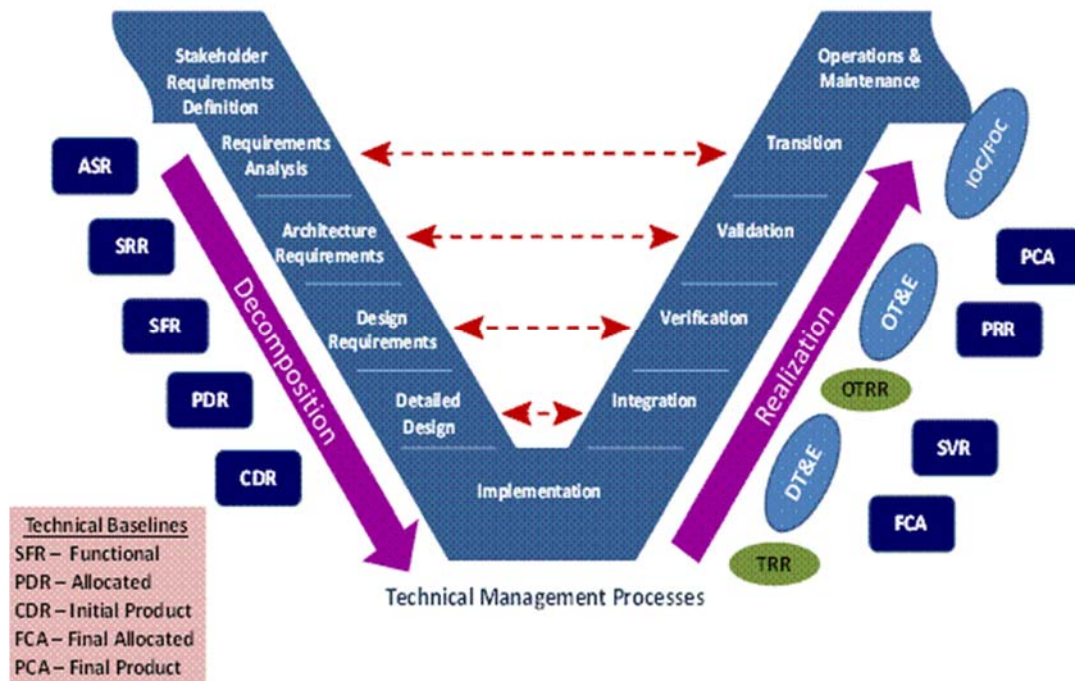 Stakeholder
Requirements
Definition
Operations &
Maintenance
ASR
Requirements
Analysis
Transition
IOC/FOC
SRR
Architecture
Requirements
Validation
PCA
SFR
Decomposition
Design
Requirements
Verification
Realization
OT&E
PRR
PDR
Detailed
Design
Integration
OTRR
CDR
Implementation
DT&E
SVR
FCA
TRR
Technical Management Processes
Technical Baselines
SFR – Functional
PDR – Allocated
CDR – Initial Product
FCA – Final Allocated
PCA – Final Product